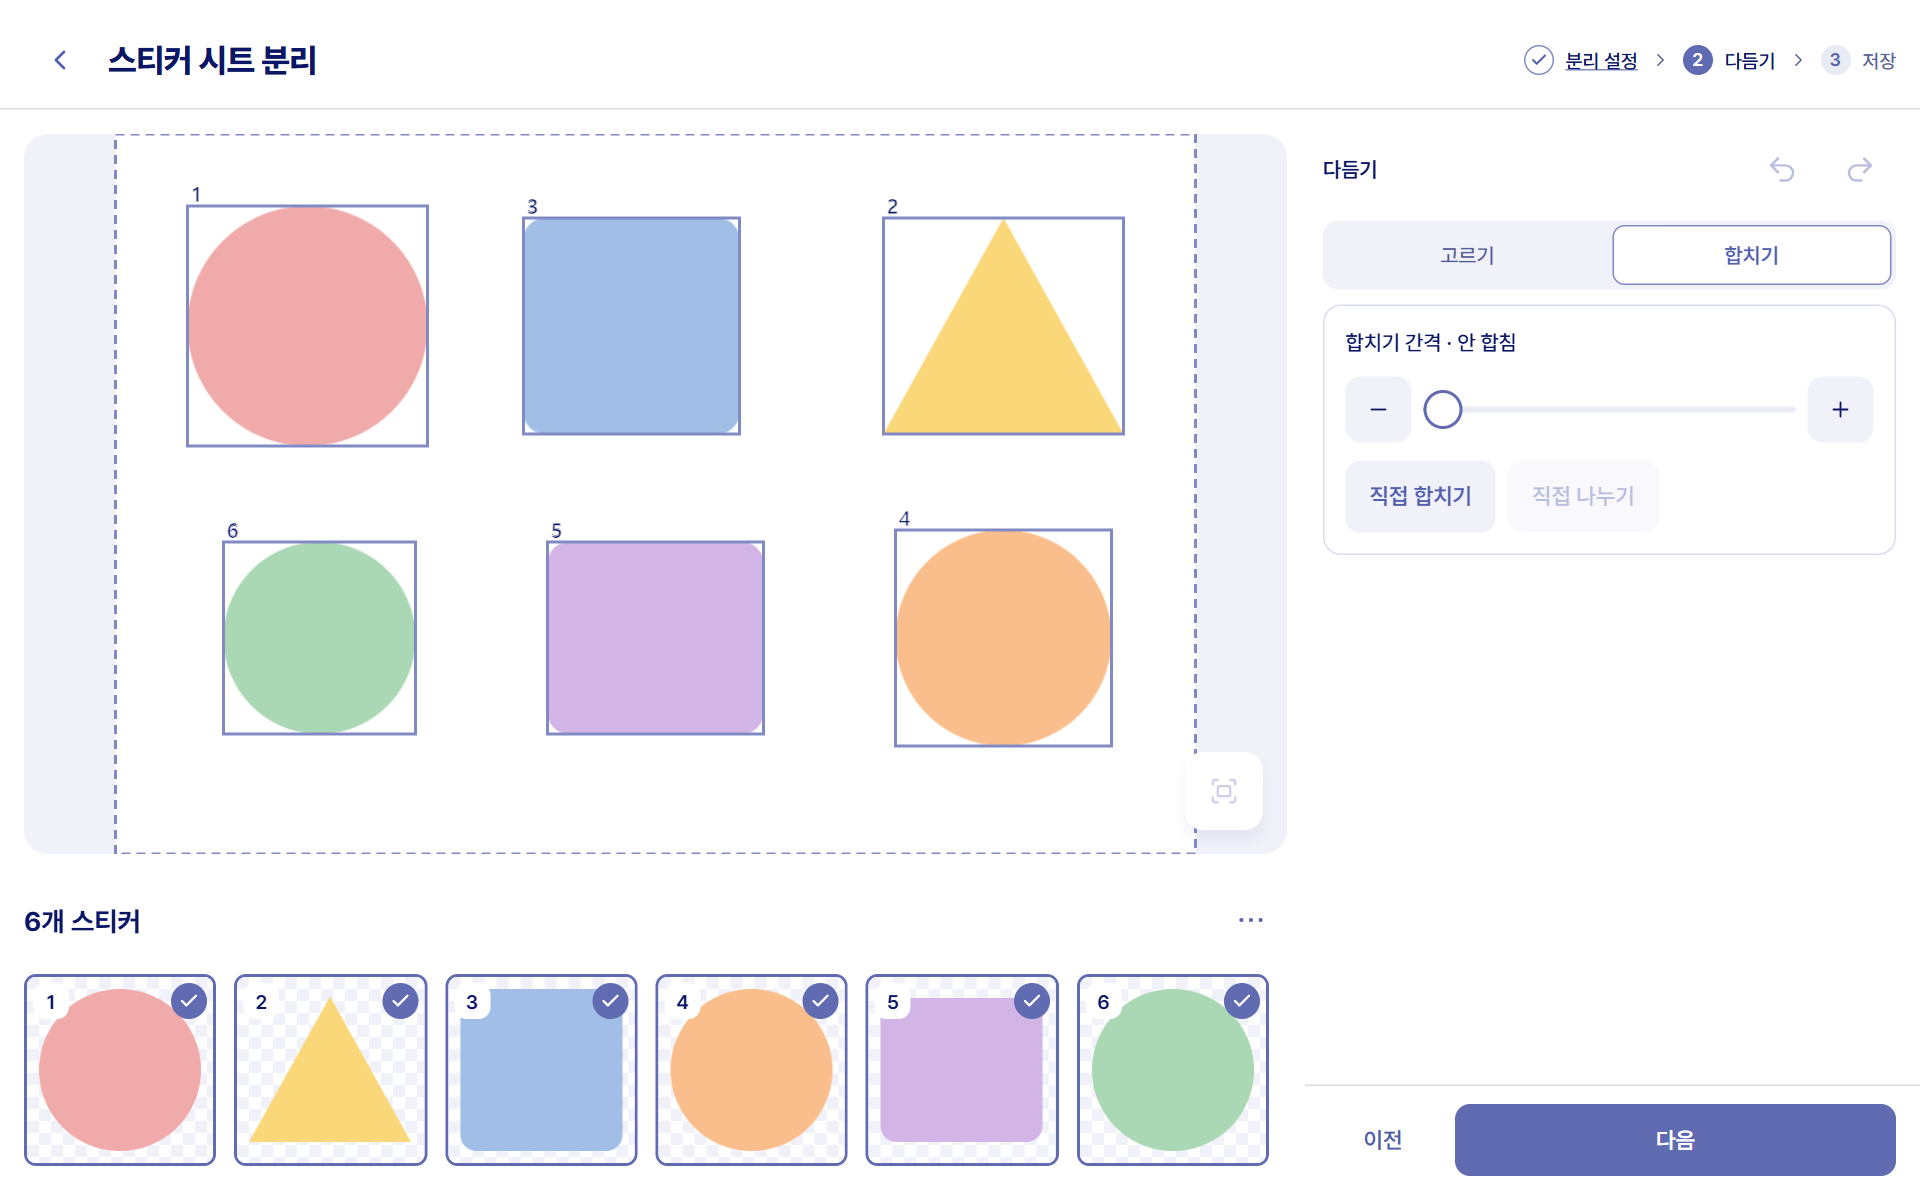 스티커 시트 분리
분리 설정
2 다듬기
3 저장
1
3
2
6
5
4
다듬기
고르기
합치기
합치기 간격 · 안 합침
직접 합치기
직접 나누기
6개 스티커
1
2
3
4
5
6
이전
다음